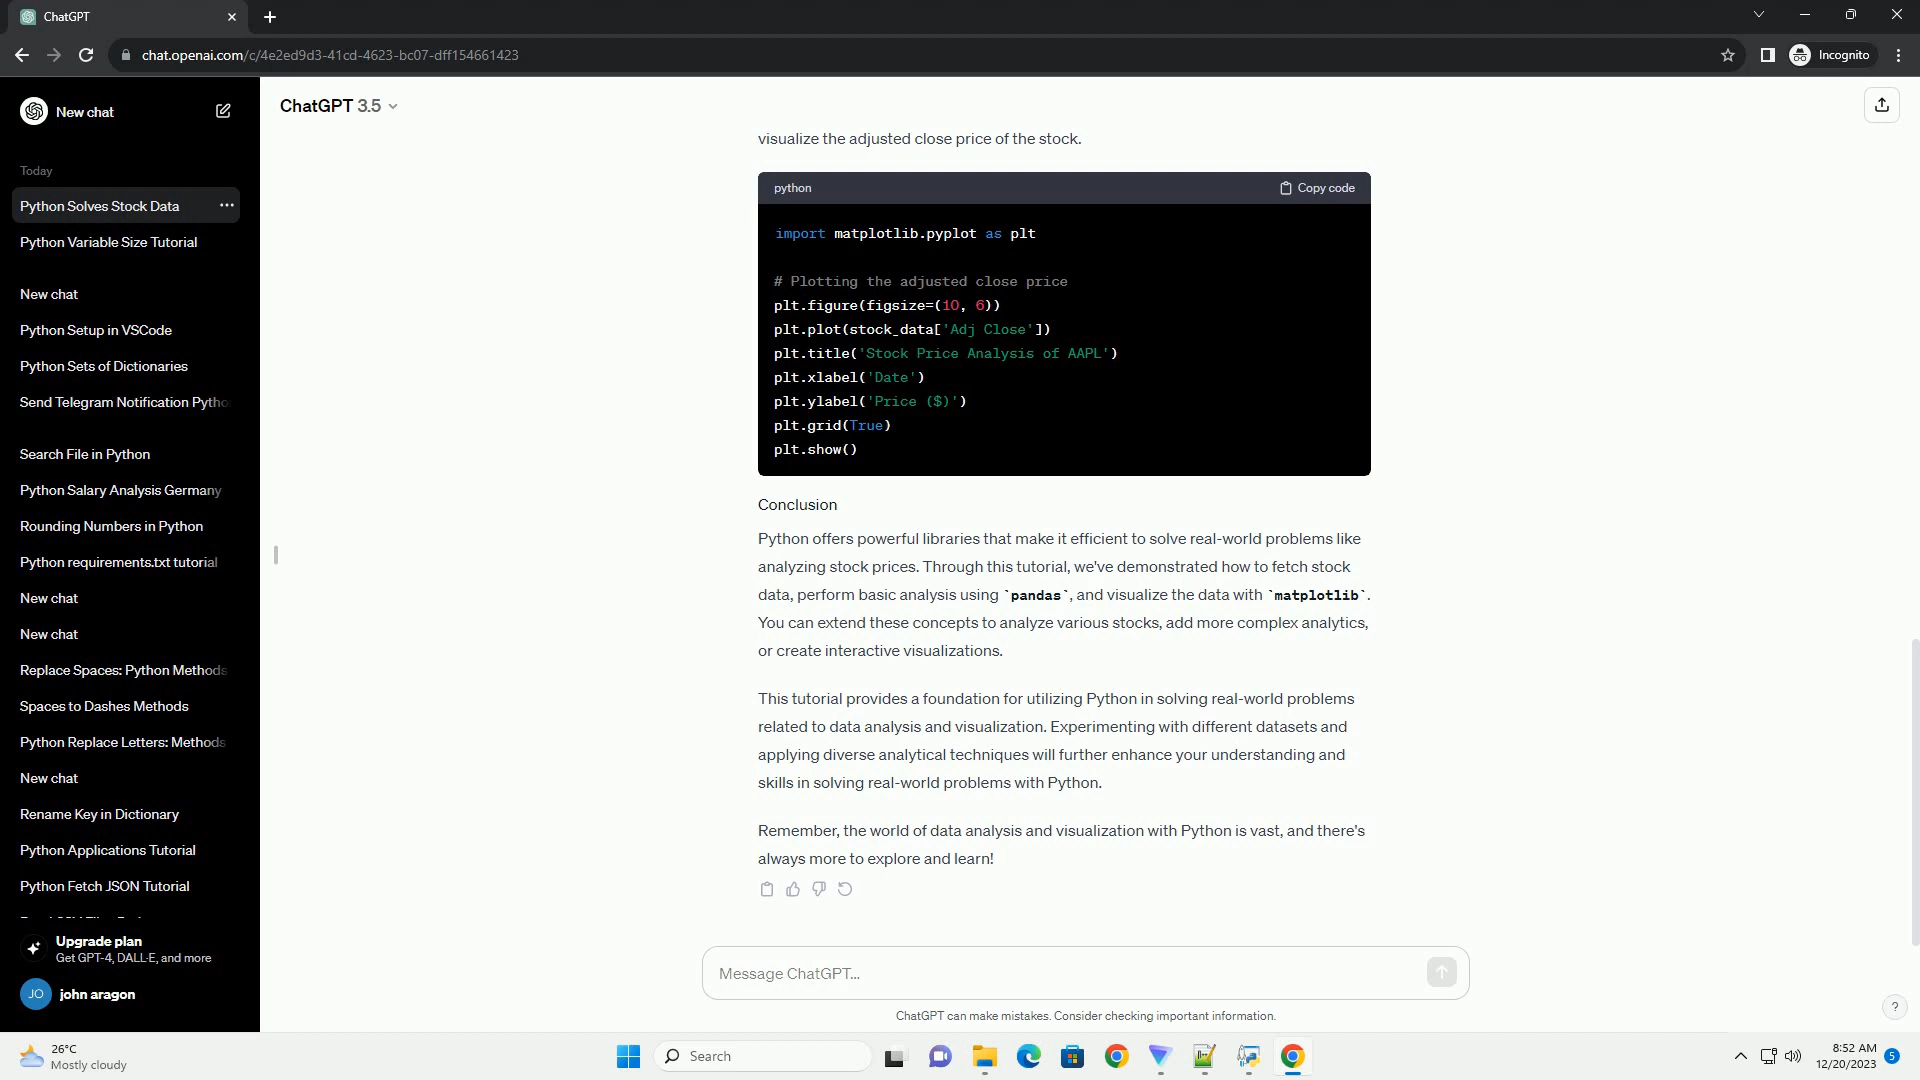 ChatGPT
chat.openai.com/c/4e2ed9d3-41cd-4623-bc07-dff154661423
Incognito
New chat
Today
Python Solves Stock Data
Python Variable Size Tutorial
New chat
Python Setup in VSCode
Python Sets of Dictionaries
Send Telegram Notification Pytho
Search File in Python
Python Salary Analysis Germany
Rounding Numbers in Python
Python requirements.txt tutorial
New chat
New chat
Replace Spaces: Python Methods
Spaces to Dashes Methods
Python Replace Letters: Methods
New chat
Rename Key in Dictionary
Python Applications Tutorial
Python Fetch JSON Tutorial
Upgrade plan
Get GPT-4, DALL·E, and more
JO john aragon
ChatGPT 3.5
visualize the adjusted close price of the stock.
python Copy code
import matplotlib.pyplot as plt
# Plotting the adjusted close price
plt.figure(figsize=(10, 6))
plt.plot(stock_data['Adj Close'])
plt.title('Stock Price Analysis of AAPL')
plt.xlabel('Date')
plt.ylabel('Price ($)')
plt.grid(True)
plt.show()
Conclusion
Python offers powerful libraries that make it efficient to solve real-world problems like
analyzing stock prices. Through this tutorial, we've demonstrated how to fetch stock
data, perform basic analysis using `pandas`, and visualize the data with `matplotlib`.
You can extend these concepts to analyze various stocks, add more complex analytics,
or create interactive visualizations.
This tutorial provides a foundation for utilizing Python in solving real-world problems
related to data analysis and visualization. Experimenting with different datasets and
applying diverse analytical techniques will further enhance your understanding and
skills in solving real-world problems with Python.
Remember, the world of data analysis and visualization with Python is vast, and there's
always more to explore and learn!
Message ChatGPT...
ChatGPT can make mistakes. Consider checking important information.
?
26°C
Mostly cloudy
Search
8:52 AM
12/20/2023
5